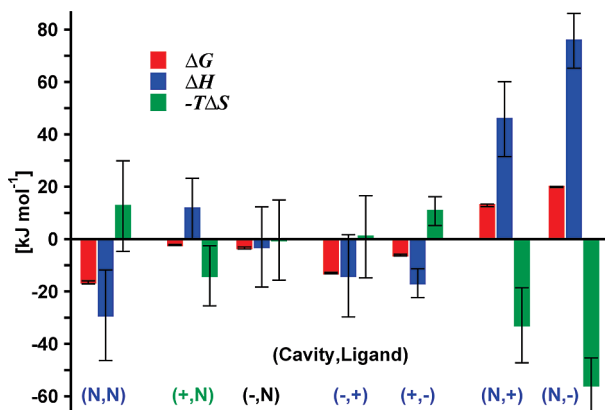 80
60
40
20
0
-20
-40
-60
[kJ mol⁻¹]
ΔG
ΔH
-TΔS
(Cavity,Ligand)
(N,N) (+,N) (-,N) (-,+) (+,-) (N,+) (N,-)